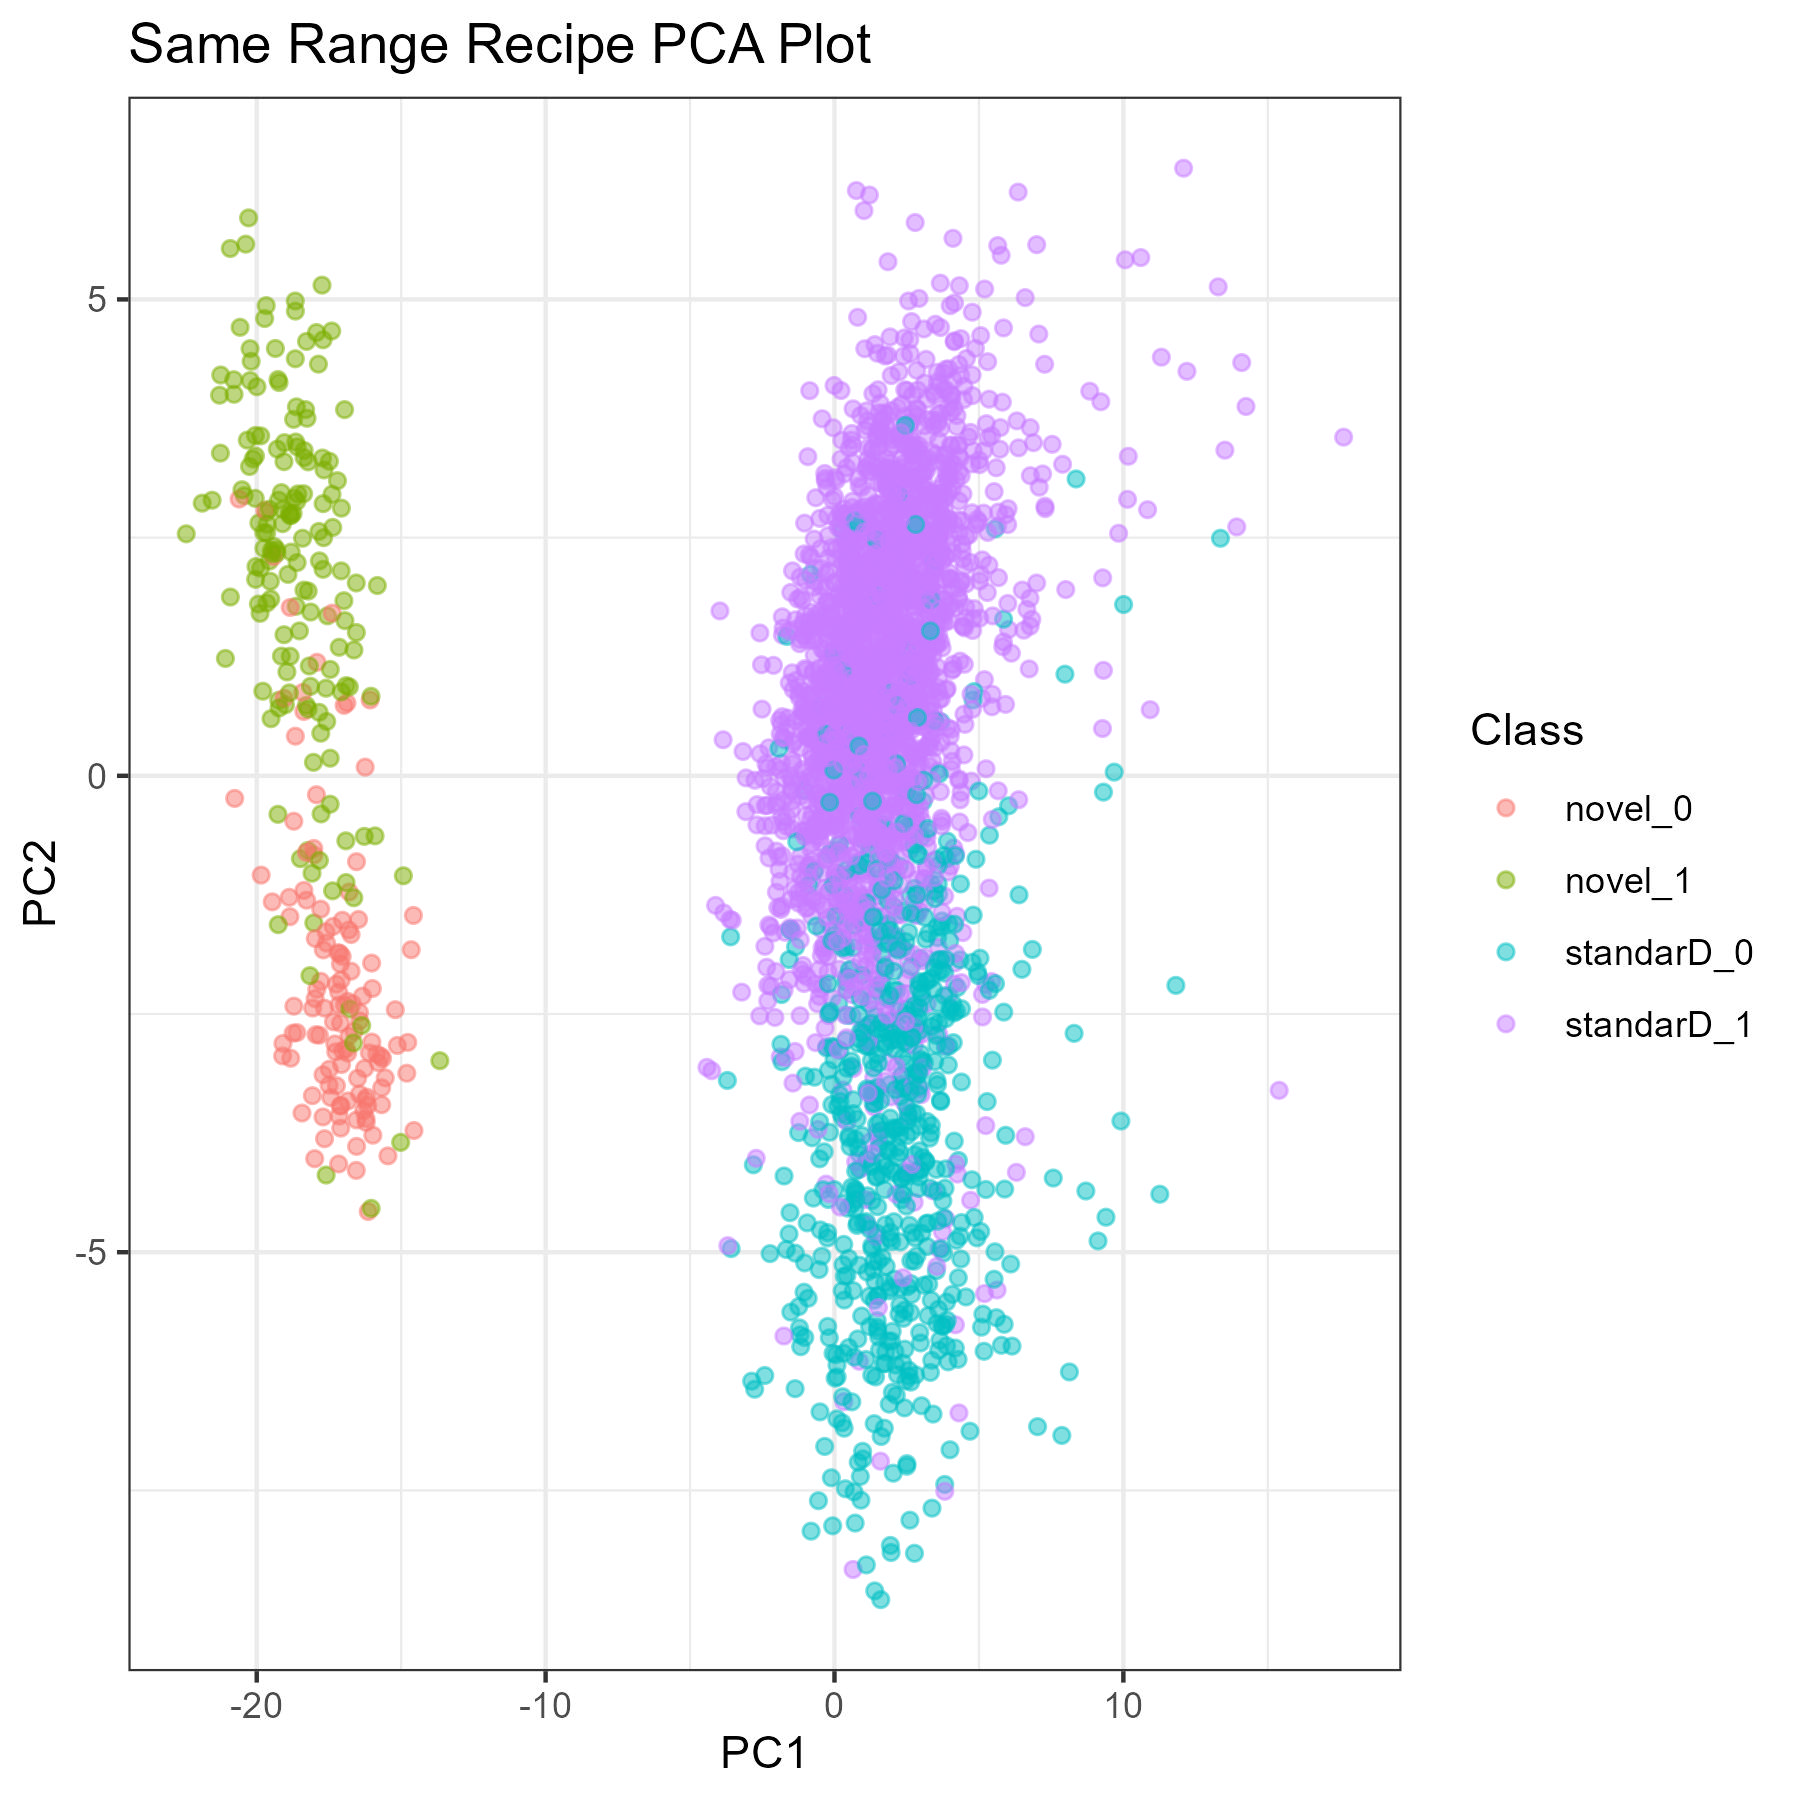 Same Range Recipe PCA Plot
5
0
-5
PC2
-20 -10 0 10
PC1
Class
novel_0
novel_1
standarD_0
standarD_1